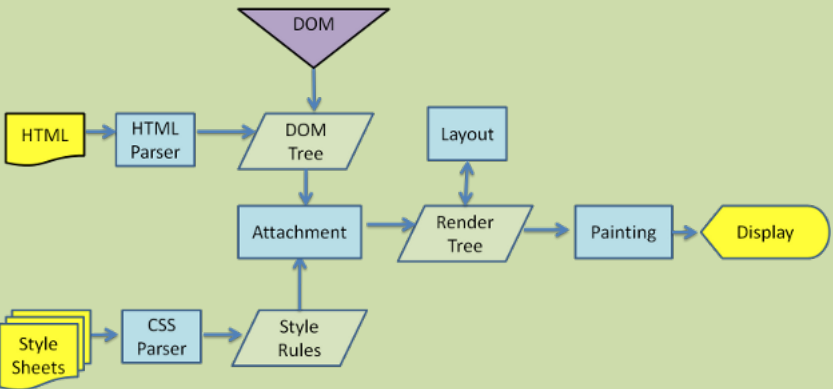 DOM
HTML
HTML
Parser
DOM
Tree
Layout
Attachment
Render
Tree
Painting
Display
Style
Sheets
CSS
Parser
Style
Rules